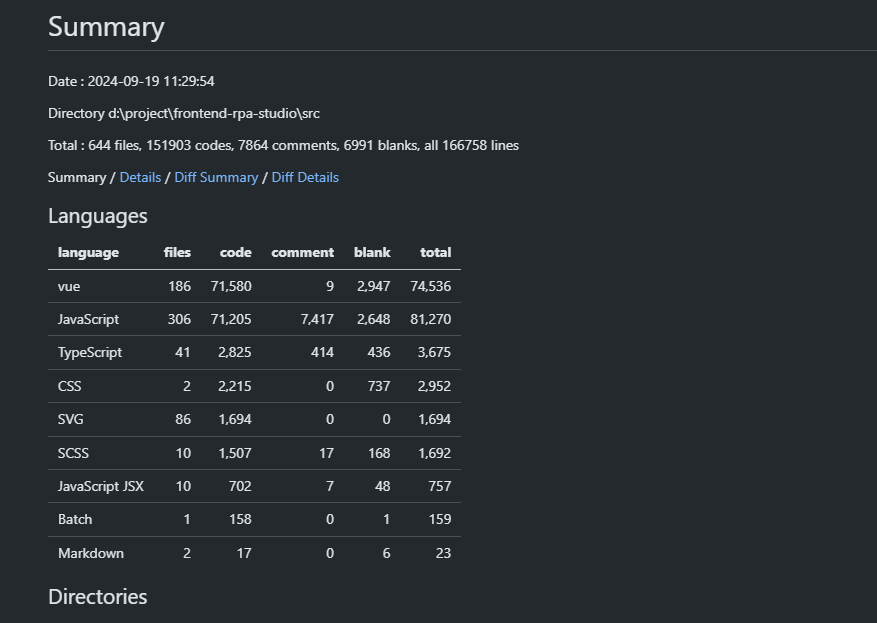 Summary
Date : 2024-09-19 11:29:54
Directory d:\project\frontend-rpa-studio\src
Total : 644 files, 151903 codes, 7864 comments, 6991 blanks, all 166758 lines
Summary / Details / Diff Summary / Diff Details
Languages
language files code comment blank total
vue 186 71,580 9 2,947 74,536
JavaScript 306 71,205 7,417 2,648 81,270
TypeScript 41 2,825 414 436 3,675
CSS 2 2,215 0 737 2,952
SVG 86 1,694 0 0 1,694
SCSS 10 1,507 17 168 1,692
JavaScript JSX 10 702 7 48 757
Batch 1 158 0 1 159
Markdown 2 17 0 6 23
Directories